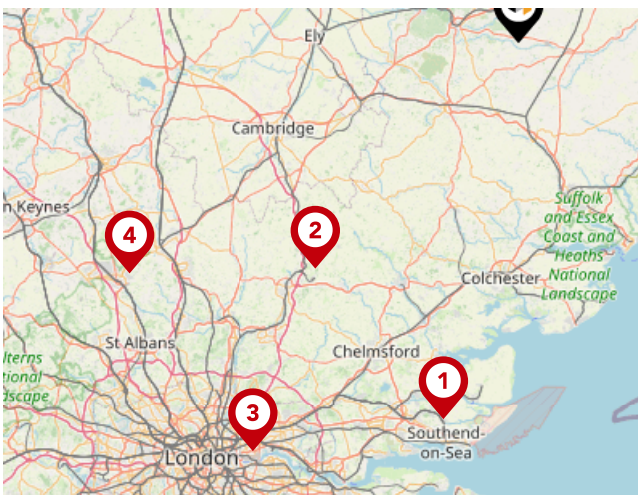 Ely
Cambridge
n Keynes
Suffolk
and Essex
Coast and
Heaths
National
Landscape
4
2
Colchester
St Albans
Chelmsford
lterns
tional
dscape
1
3
Southend-
on-Sea
London